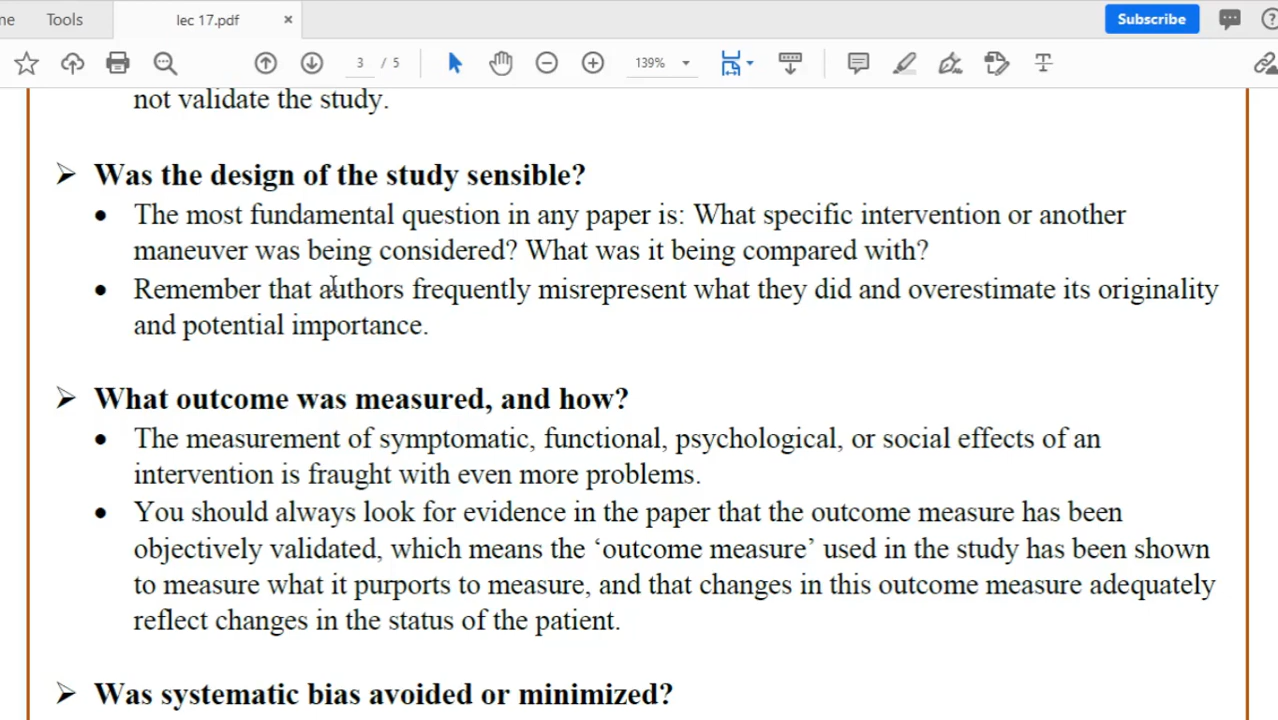 Tools
lec 17.pdf
×
Subscribe
3 / 5
139%
not validate the study.
➢ Was the design of the study sensible?
• The most fundamental question in any paper is: What specific intervention or another
maneuver was being considered? What was it being compared with?
• Remember that authors frequently misrepresent what they did and overestimate its originality
and potential importance.
➢ What outcome was measured, and how?
• The measurement of symptomatic, functional, psychological, or social effects of an
intervention is fraught with even more problems.
• You should always look for evidence in the paper that the outcome measure has been
objectively validated, which means the ‘outcome measure’ used in the study has been shown
to measure what it purports to measure, and that changes in this outcome measure adequately
reflect changes in the status of the patient.
➢ Was systematic bias avoided or minimized?